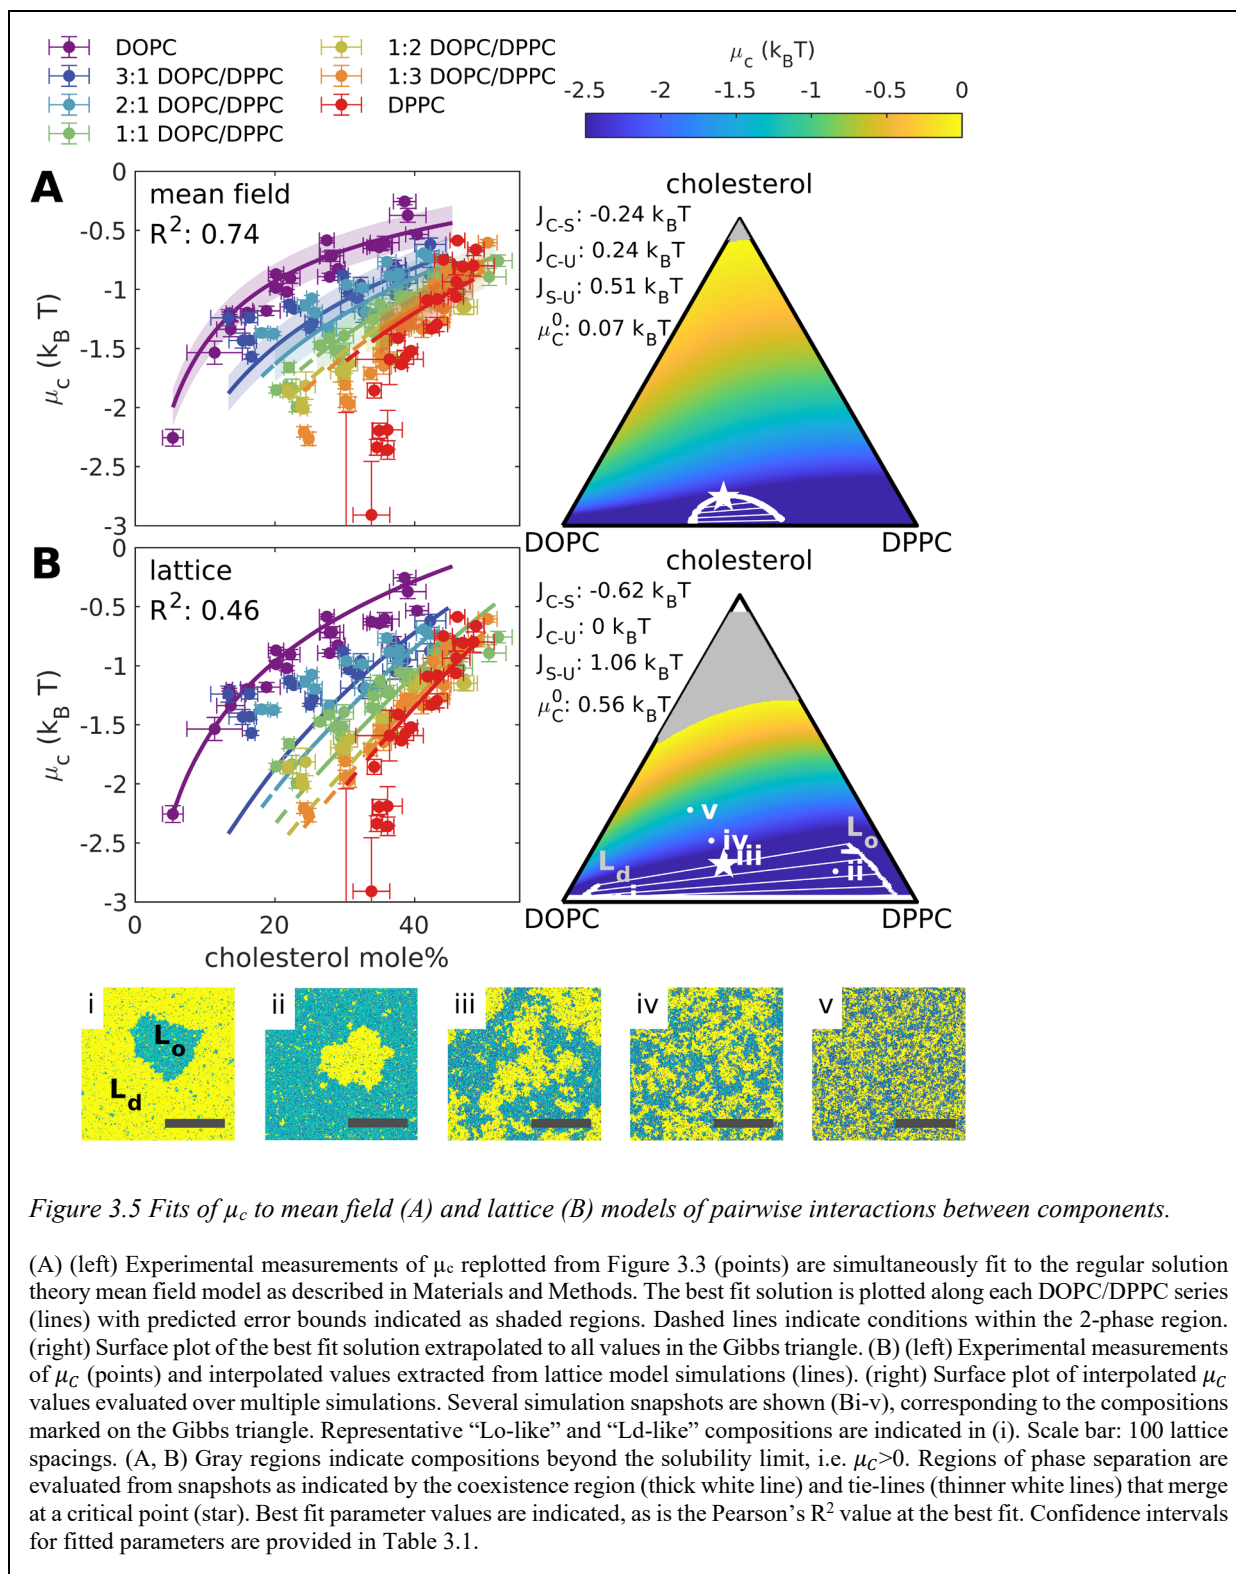 DOPC
3:1 DOPC/DPPC
2:1 DOPC/DPPC
1:1 DOPC/DPPC
1:2 DOPC/DPPC
1:3 DOPC/DPPC
DPPC
μc (kBT)
-2.5 -2 -1.5 -1 -0.5 0
A
mean field
R²: 0.74
0
-0.5
-1
-1.5
-2
-2.5
-3
μc (kB T)
cholesterol
JC-S: -0.24 kBT
JC-U: 0.24 kBT
JS-U: 0.51 kBT
μ0C: 0.07 kBT
DOPC DPPC
B
lattice
R²: 0.46
0
-0.5
-1
-1.5
-2
-2.5
-3
μc (kB T)
0 20 40
cholesterol mole%
cholesterol
JC-S: -0.62 kBT
JC-U: 0 kBT
JS-U: 1.06 kBT
μ0C: 0.56 kBT
v
iv
iii
Lo
ii
Ld
i
DOPC DPPC
i ii iii iv v
Lo
Ld
Figure 3.5 Fits of μc to mean field (A) and lattice (B) models of pairwise interactions between components.
(A) (left) Experimental measurements of μc replotted from Figure 3.3 (points) are simultaneously fit to the regular solution
theory mean field model as described in Materials and Methods. The best fit solution is plotted along each DOPC/DPPC series
(lines) with predicted error bounds indicated as shaded regions. Dashed lines indicate conditions within the 2-phase region.
(right) Surface plot of the best fit solution extrapolated to all values in the Gibbs triangle. (B) (left) Experimental measurements
of μC (points) and interpolated values extracted from lattice model simulations (lines). (right) Surface plot of interpolated μC
values evaluated over multiple simulations. Several simulation snapshots are shown (Bi-v), corresponding to the compositions
marked on the Gibbs triangle. Representative “Lo-like” and “Ld-like” compositions are indicated in (i). Scale bar: 100 lattice
spacings. (A, B) Gray regions indicate compositions beyond the solubility limit, i.e. μC>0. Regions of phase separation are
evaluated from snapshots as indicated by the coexistence region (thick white line) and tie-lines (thinner white lines) that merge
at a critical point (star). Best fit parameter values are indicated, as is the Pearson’s R² value at the best fit. Confidence intervals
for fitted parameters are provided in Table 3.1.